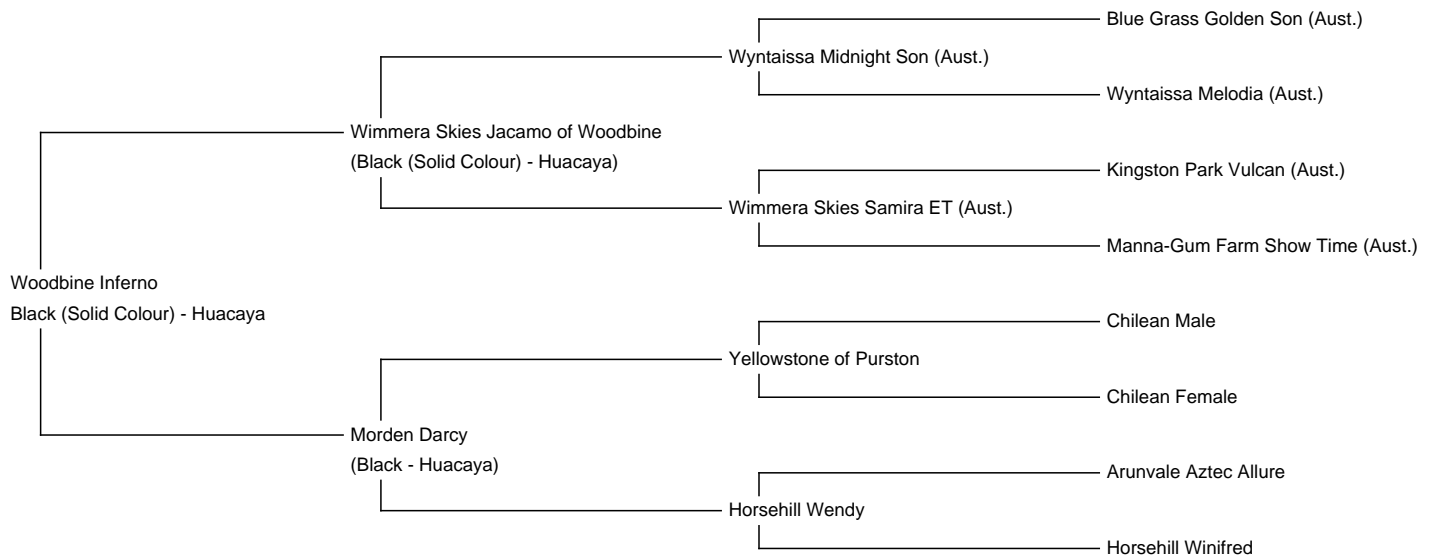 Blue Grass Golden Son (Aust.)
Wyntaissa Midnight Son (Aust.)
Wyntaissa Melodia (Aust.)
Wimmera Skies Jacamo of Woodbine
(Black (Solid Colour) - Huacaya)
Kingston Park Vulcan (Aust.)
Wimmera Skies Samira ET (Aust.)
Manna-Gum Farm Show Time (Aust.)
Woodbine Inferno
Black (Solid Colour) - Huacaya
Chilean Male
Yellowstone of Purston
Chilean Female
Morden Darcy
(Black - Huacaya)
Arunvale Aztec Allure
Horsehill Wendy
Horsehill Winifred